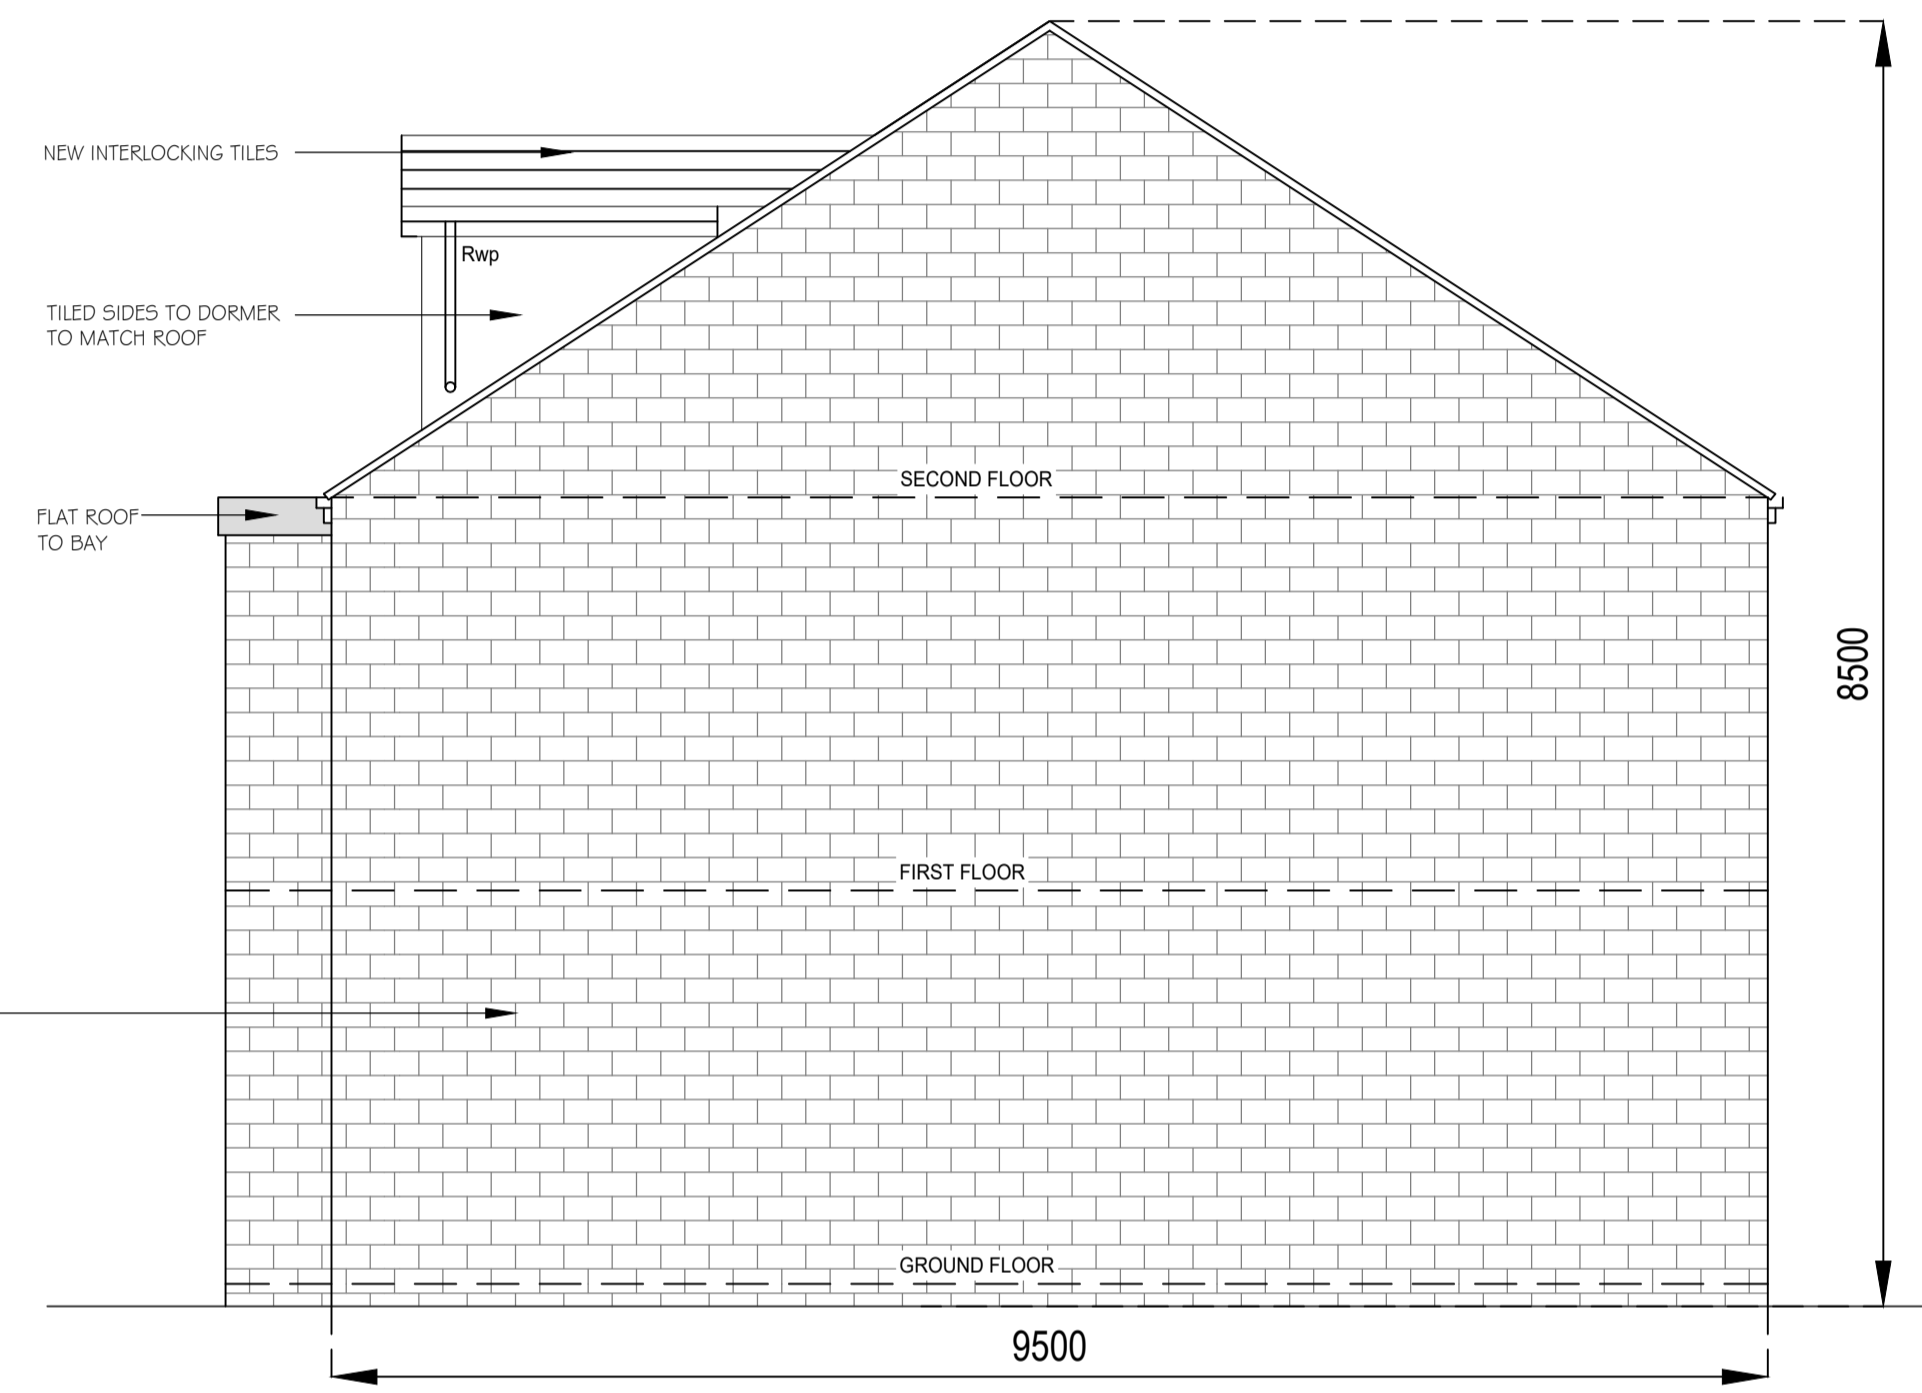 NEW INTERLOCKING TILES
Rwp
TILED SIDES TO DORMER
TO MATCH ROOF
SECOND FLOOR
FLAT ROOF
TO BAY
8500
FIRST FLOOR
GROUND FLOOR
9500